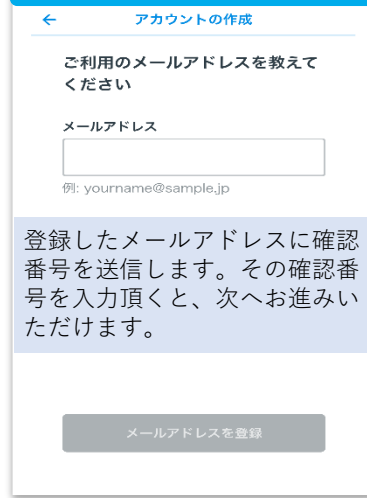 ← アカウントの作成
ご利用のメールアドレスを教えて
ください
メールアドレス
例: yourname@sample.jp
登録したメールアドレスに確認
番号を送信します。その確認番
号を入力頂くと、次へお進みい
ただけます。
メールアドレスを登録